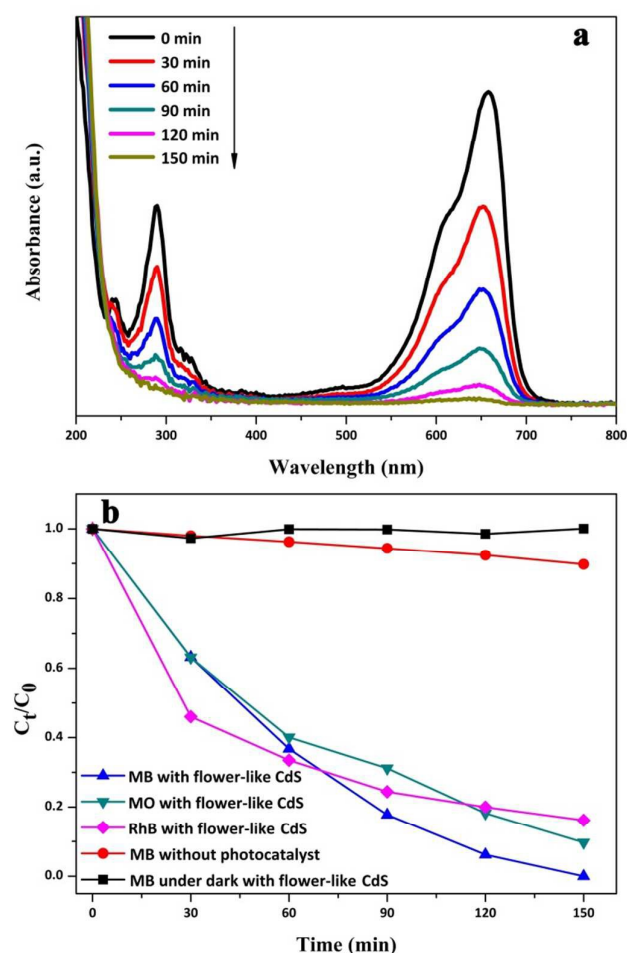 a
0 min
30 min
60 min
90 min
120 min
150 min
Absorbance (a.u.)
200 300 400 500 600 700 800
Wavelength (nm)
b
1.0
0.8
0.6
0.4
0.2
0.0
Ct/C0
MB with flower-like CdS
MO with flower-like CdS
RhB with flower-like CdS
MB without photocatalyst
MB under dark with flower-like CdS
0 30 60 90 120 150
Time (min)